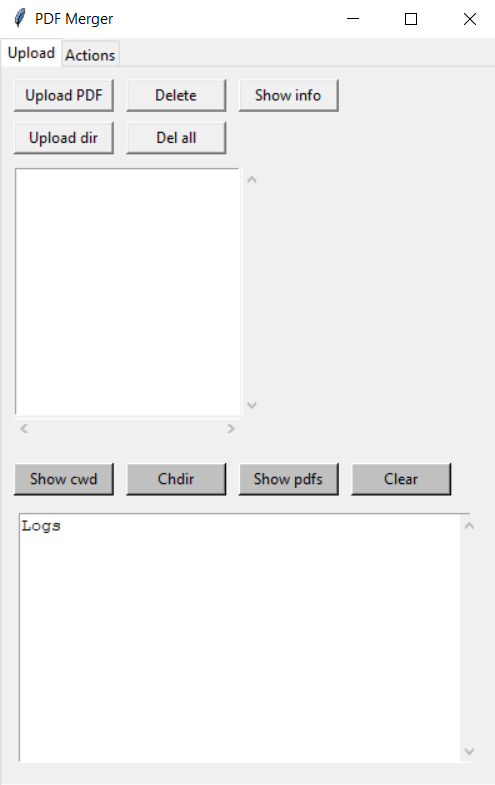 PDF Merger
Upload Actions
Upload PDF Delete Show info
Upload dir Del all
Show cwd Chdir Show pdfs Clear
Logs